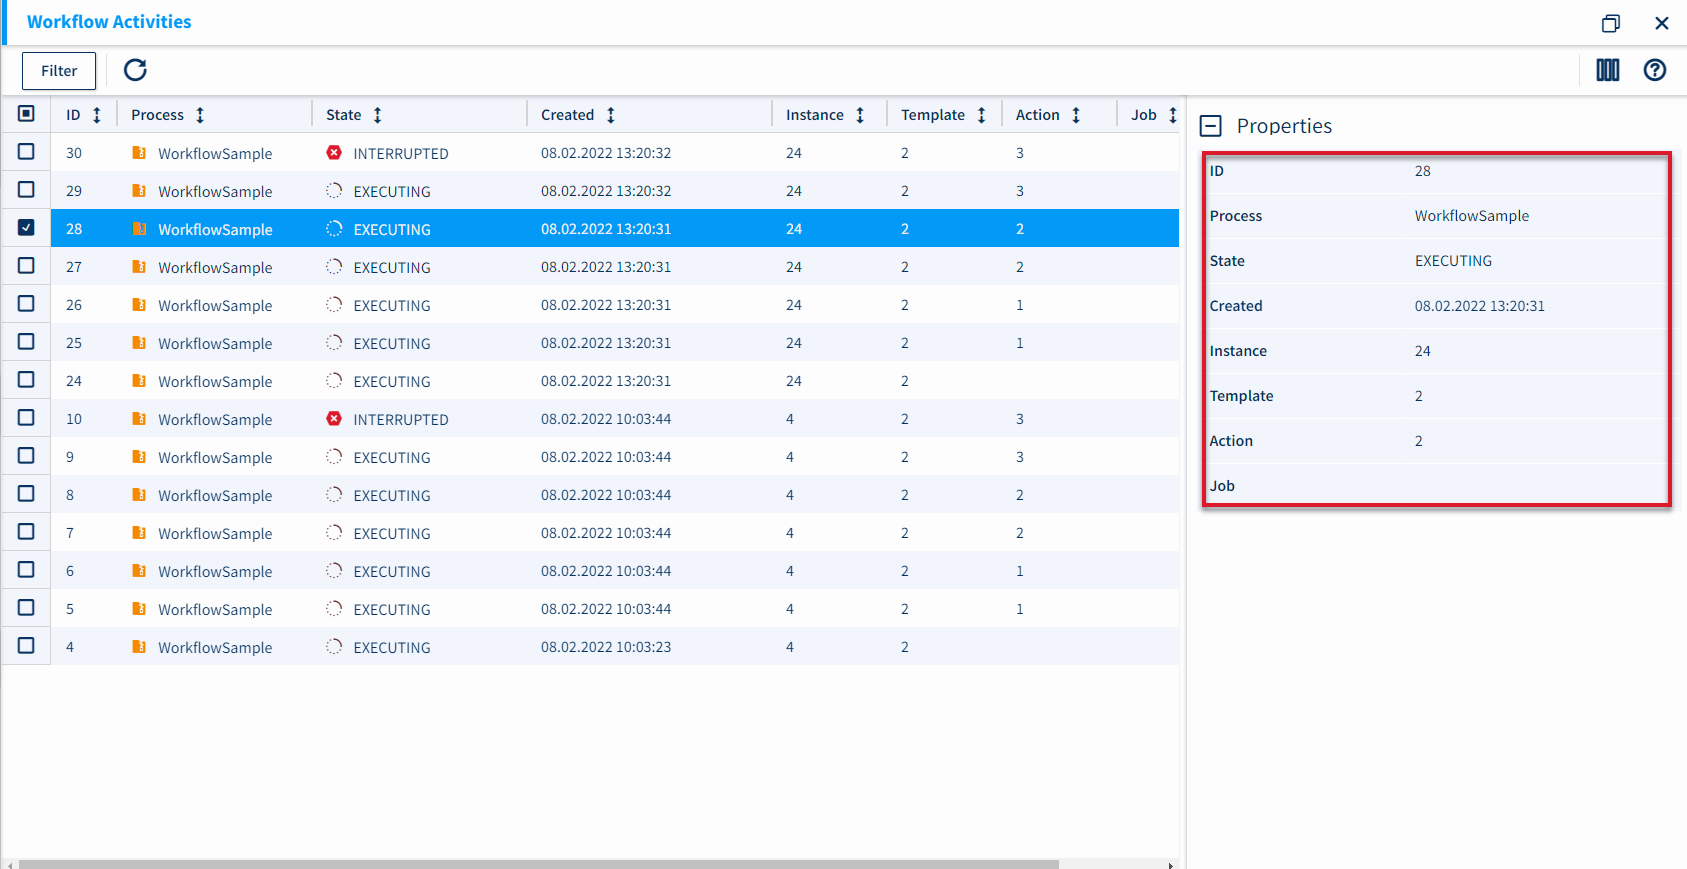 Workflow Activities
Filter
ID Process State Created Instance Template Action Job
30 WorkflowSample INTERRUPTED 08.02.2022 13:20:32 24 2 3
29 WorkflowSample EXECUTING 08.02.2022 13:20:32 24 2 3
28 WorkflowSample EXECUTING 08.02.2022 13:20:31 24 2 2
27 WorkflowSample EXECUTING 08.02.2022 13:20:31 24 2 2
26 WorkflowSample EXECUTING 08.02.2022 13:20:31 24 2 1
25 WorkflowSample EXECUTING 08.02.2022 13:20:31 24 2 1
24 WorkflowSample EXECUTING 08.02.2022 13:20:31 24 2
10 WorkflowSample INTERRUPTED 08.02.2022 10:03:44 4 2 3
9 WorkflowSample EXECUTING 08.02.2022 10:03:44 4 2 3
8 WorkflowSample EXECUTING 08.02.2022 10:03:44 4 2 2
7 WorkflowSample EXECUTING 08.02.2022 10:03:44 4 2 2
6 WorkflowSample EXECUTING 08.02.2022 10:03:44 4 2 1
5 WorkflowSample EXECUTING 08.02.2022 10:03:44 4 2 1
4 WorkflowSample EXECUTING 08.02.2022 10:03:23 4 2
Properties
ID 28
Process WorkflowSample
State EXECUTING
Created 08.02.2022 13:20:31
Instance 24
Template 2
Action 2
Job